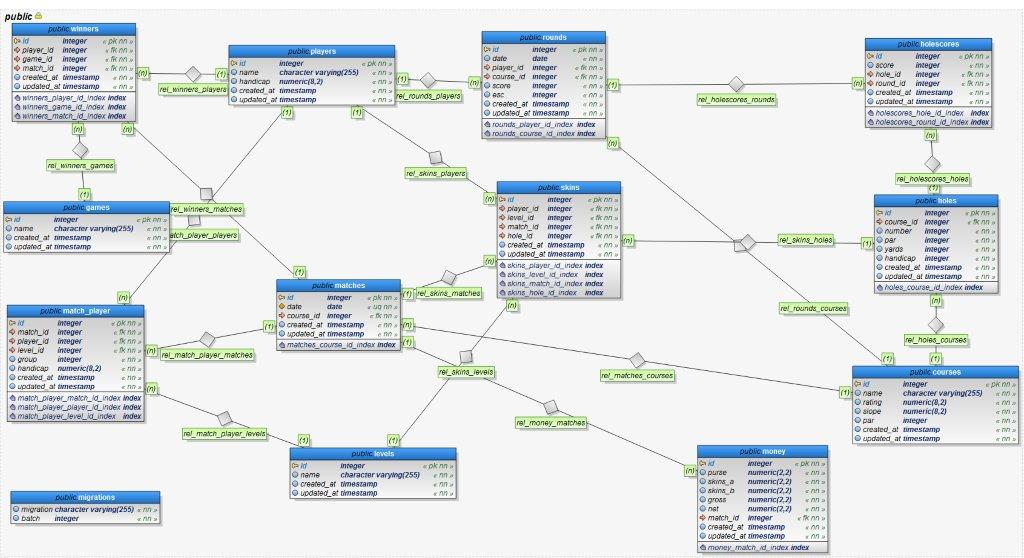 public
public.winners
id integer « pk nn »
player_id integer « fk nn »
game_id integer « fk nn »
match_id integer « fk nn »
created_at timestamp « nn »
updated_at timestamp « nn »
winners_player_id_index index
winners_game_id_index index
winners_match_id_index index
public.players
id integer « pk nn »
name character varying(255) « nn »
handicap numeric(8,2) « nn »
created_at timestamp « nn »
updated_at timestamp « nn »
public.rounds
id integer « pk nn »
date date « nn »
player_id integer « fk nn »
course_id integer « fk nn »
score integer « nn »
esc integer « nn »
created_at timestamp « nn »
updated_at timestamp « nn »
rounds_player_id_index index
rounds_course_id_index index
public.holescores
id integer « pk nn »
score integer « nn »
hole_id integer « fk nn »
round_id integer « fk nn »
created_at timestamp « nn »
updated_at timestamp « nn »
holescores_hole_id_index index
holescores_round_id_index index
(n)
(1)
rel_winners_players
(1)
(n)
rel_rounds_players
(1)
(n)
rel_holescores_rounds
(n)
(1)
rel_winners_games
(n)
(1)
rel_winners_matches
(1)
(n)
atch_player_players
(1)
(n)
rel_skins_players
(n)
(1)
rel_holescores_holes
public.games
id integer « pk nn »
name character varying(255) « nn »
created_at timestamp « nn »
updated_at timestamp « nn »
public.skins
id integer « pk nn »
player_id integer « fk nn »
level_id integer « fk nn »
match_id integer « fk nn »
hole_id integer « fk nn »
created_at timestamp « nn »
updated_at timestamp « nn »
skins_player_id_index index
skins_level_id_index index
skins_match_id_index index
skins_hole_id_index index
public.holes
id integer « pk nn »
course_id integer « fk nn »
number integer « nn »
par integer « nn »
yards integer « nn »
handicap integer « nn »
created_at timestamp « nn »
updated_at timestamp « nn »
holes_course_id_index index
(n)
(1)
rel_skins_holes
(n)
(1)
rel_rounds_courses
(n)
(1)
rel_holes_courses
public.matches
id integer « pk nn »
date date « uq nn »
course_id integer « fk nn »
created_at timestamp « nn »
updated_at timestamp « nn »
matches_course_id_index index
(1)
(n)
rel_skins_matches
public.match_player
id integer « pk nn »
match_id integer « fk nn »
player_id integer « fk nn »
level_id integer « fk nn »
group integer « nn »
handicap numeric(8,2) « nn »
created_at timestamp « nn »
updated_at timestamp « nn »
match_player_match_id_index index
match_player_player_id_index index
match_player_level_id_index index
(n)
(1)
rel_match_player_matches
(n)
(1)
rel_skins_levels
(n)
(1)
rel_matches_courses
(1)
(n)
rel_money_matches
(n)
(1)
rel_match_player_levels
public.courses
id integer « pk nn »
name character varying(255) « nn »
rating numeric(8,2) « nn »
slope numeric(8,2) « nn »
par integer « nn »
created_at timestamp « nn »
updated_at timestamp « nn »
public.levels
id integer « pk nn »
name character varying(255) « nn »
created_at timestamp « nn »
updated_at timestamp « nn »
public.money
id integer « pk nn »
purse numeric(2,2) « nn »
skins_a numeric(2,2) « nn »
skins_b numeric(2,2) « nn »
gross numeric(2,2) « nn »
net numeric(2,2) « nn »
match_id integer « fk nn »
created_at timestamp « nn »
updated_at timestamp « nn »
money_match_id_index index
public.migrations
migration character varying(255) « nn »
batch integer « nn »